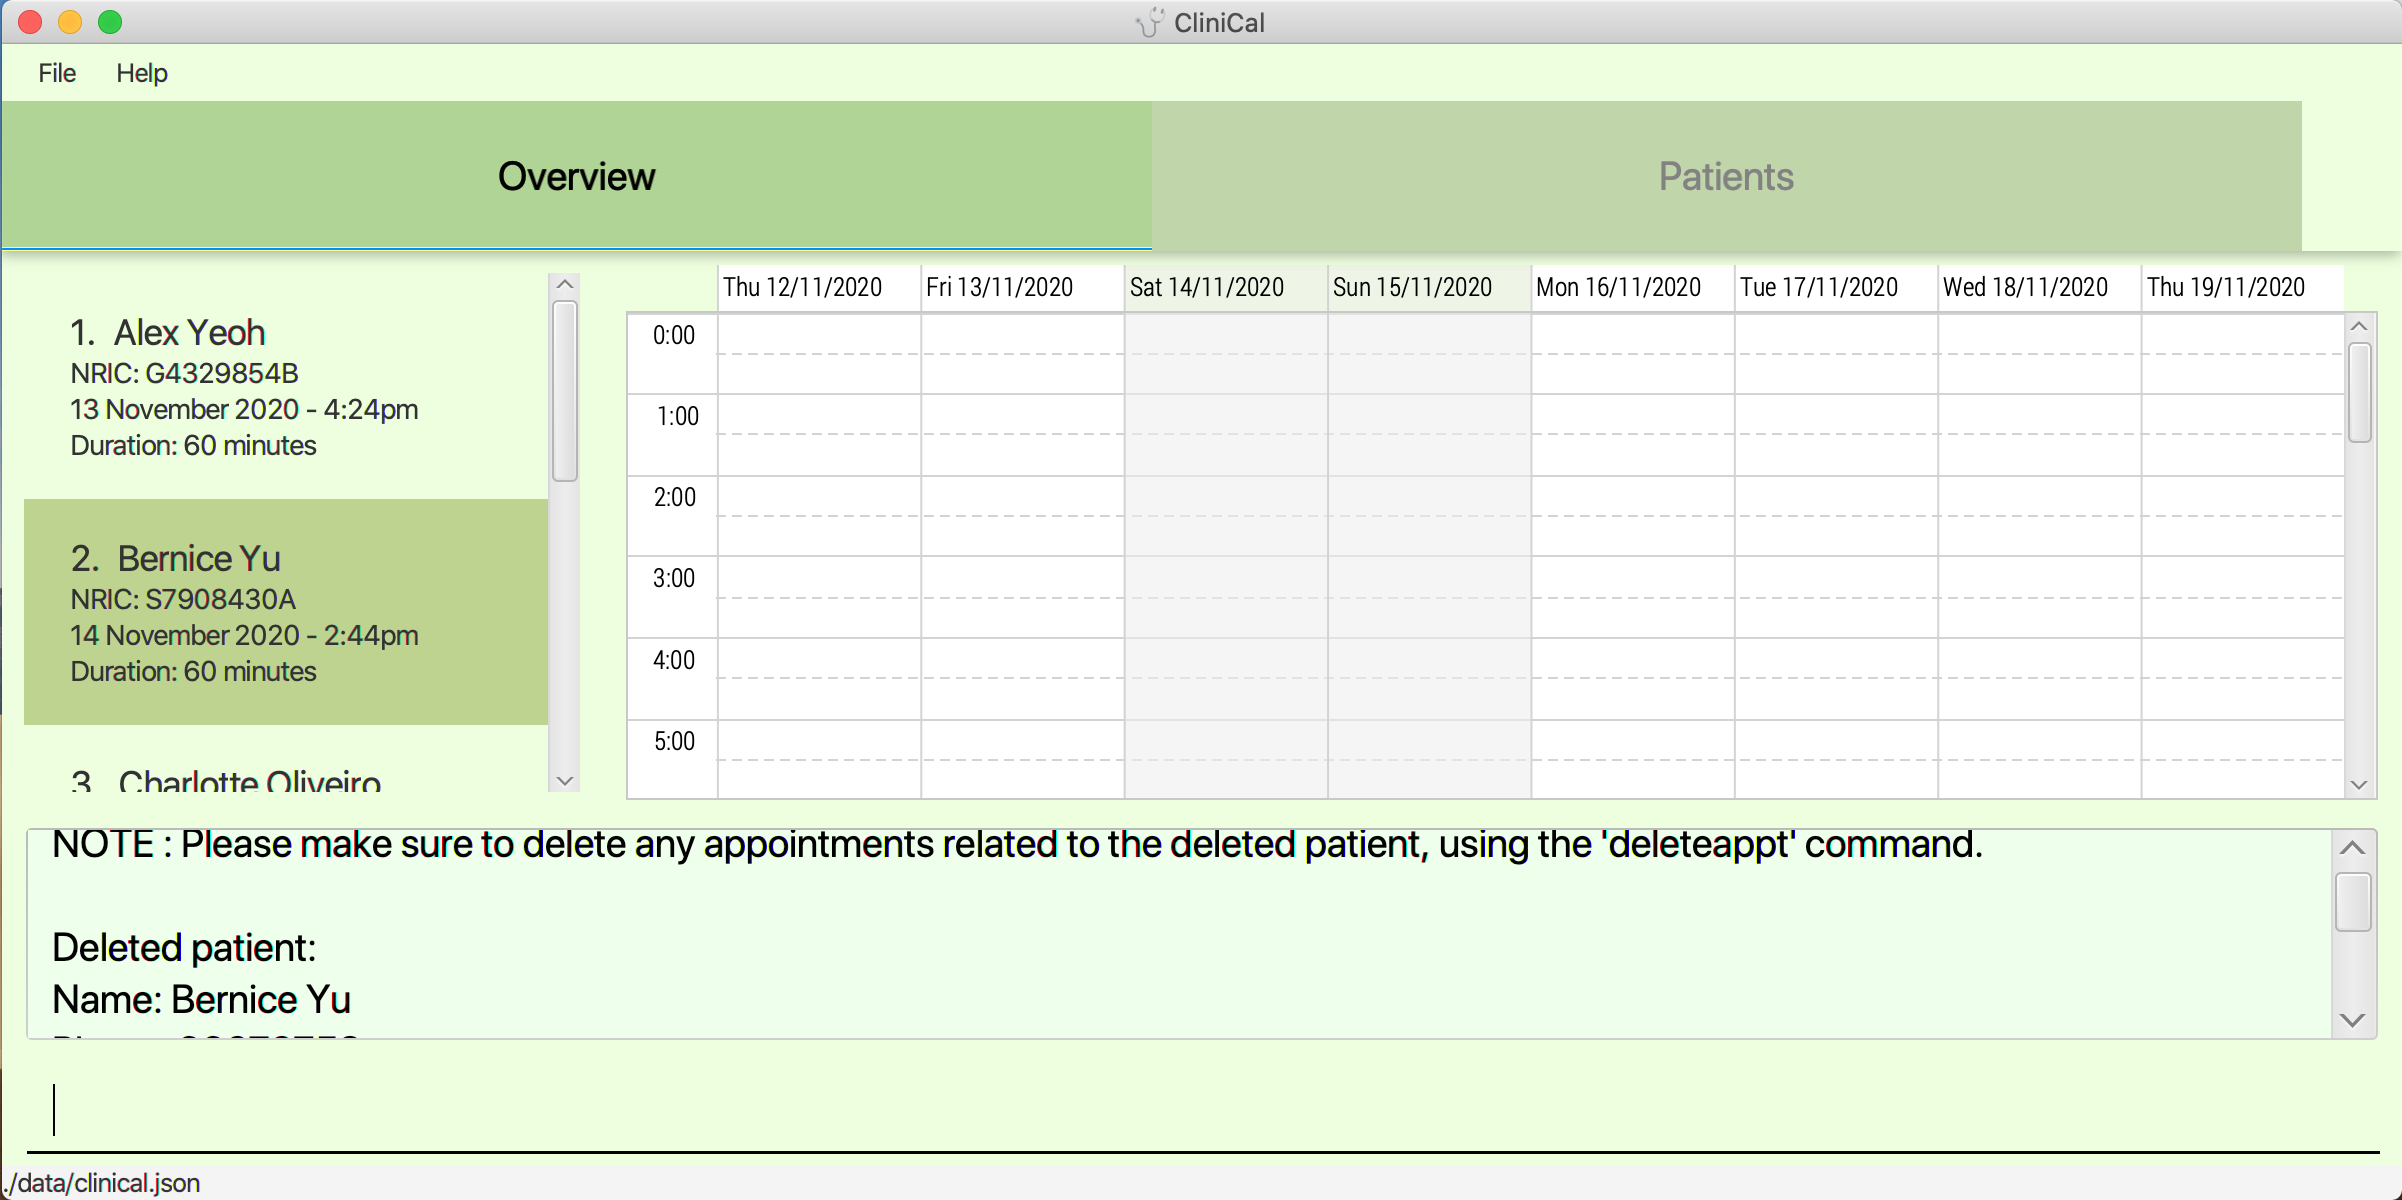 CliniCal
File Help
Overview Patients
1. Alex Yeoh
NRIC: G4329854B
13 November 2020 - 4:24pm
Duration: 60 minutes
2. Bernice Yu
NRIC: S7908430A
14 November 2020 - 2:44pm
Duration: 60 minutes
3. Charlotte Oliveiro
Thu 12/11/2020 Fri 13/11/2020 Sat 14/11/2020 Sun 15/11/2020 Mon 16/11/2020 Tue 17/11/2020 Wed 18/11/2020 Thu 19/11/2020
0:00
1:00
2:00
3:00
4:00
5:00
NOTE : Please make sure to delete any appointments related to the deleted patient, using the 'deleteappt' command.
Deleted patient:
Name: Bernice Yu
./data/clinical.json